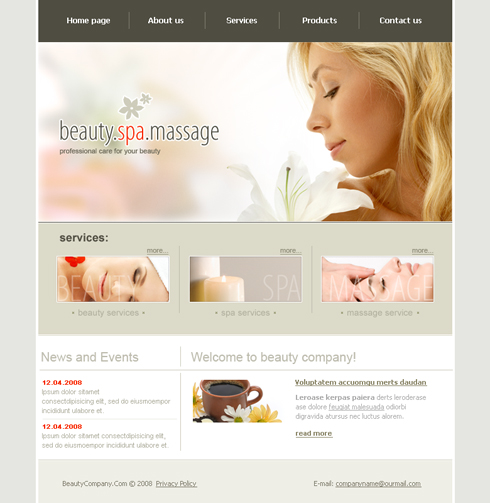 Home page About us Services Products Contact us
beauty.spa.massage
professional care for your beauty
services:
more... more... more...
BEAUTY SPA MASSAGE
• beauty services • • spa services • • massage service •
News and Events
12.04.2008
Ipsum dolor sitamet
consectdipisicing elit, sed do eiusmoempor
incididunt ulabore et.
12.04.2008
Ipsum dolor sitamet consectdipisicing elit,
sed do eiusmoempor incididunt ulabore et.
Welcome to beauty company!
Voluptatem accuomqu merts daudan
Leroase kerpas paiera derts leroderase
ase dolore feugiat malesuada odiorbi
digravida atursus nec luctus alorem.
read more
BeautyCompany.Com © 2008 Privacy Policy
E-mail: companyname@ourmail.com